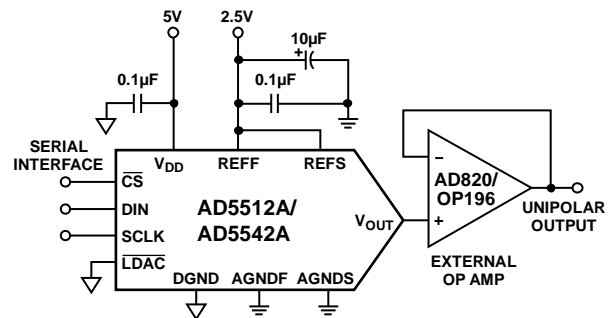 5V
2.5V
10µF
+
0.1µF
0.1µF
SERIAL
INTERFACE
VDD
REFF
REFS
CS
DIN
SCLK
LDAC
AD5512A/
AD5542A
VOUT
DGND
AGNDF
AGNDS
–
+
AD820/
OP196
UNIPOLAR
OUTPUT
EXTERNAL
OP AMP